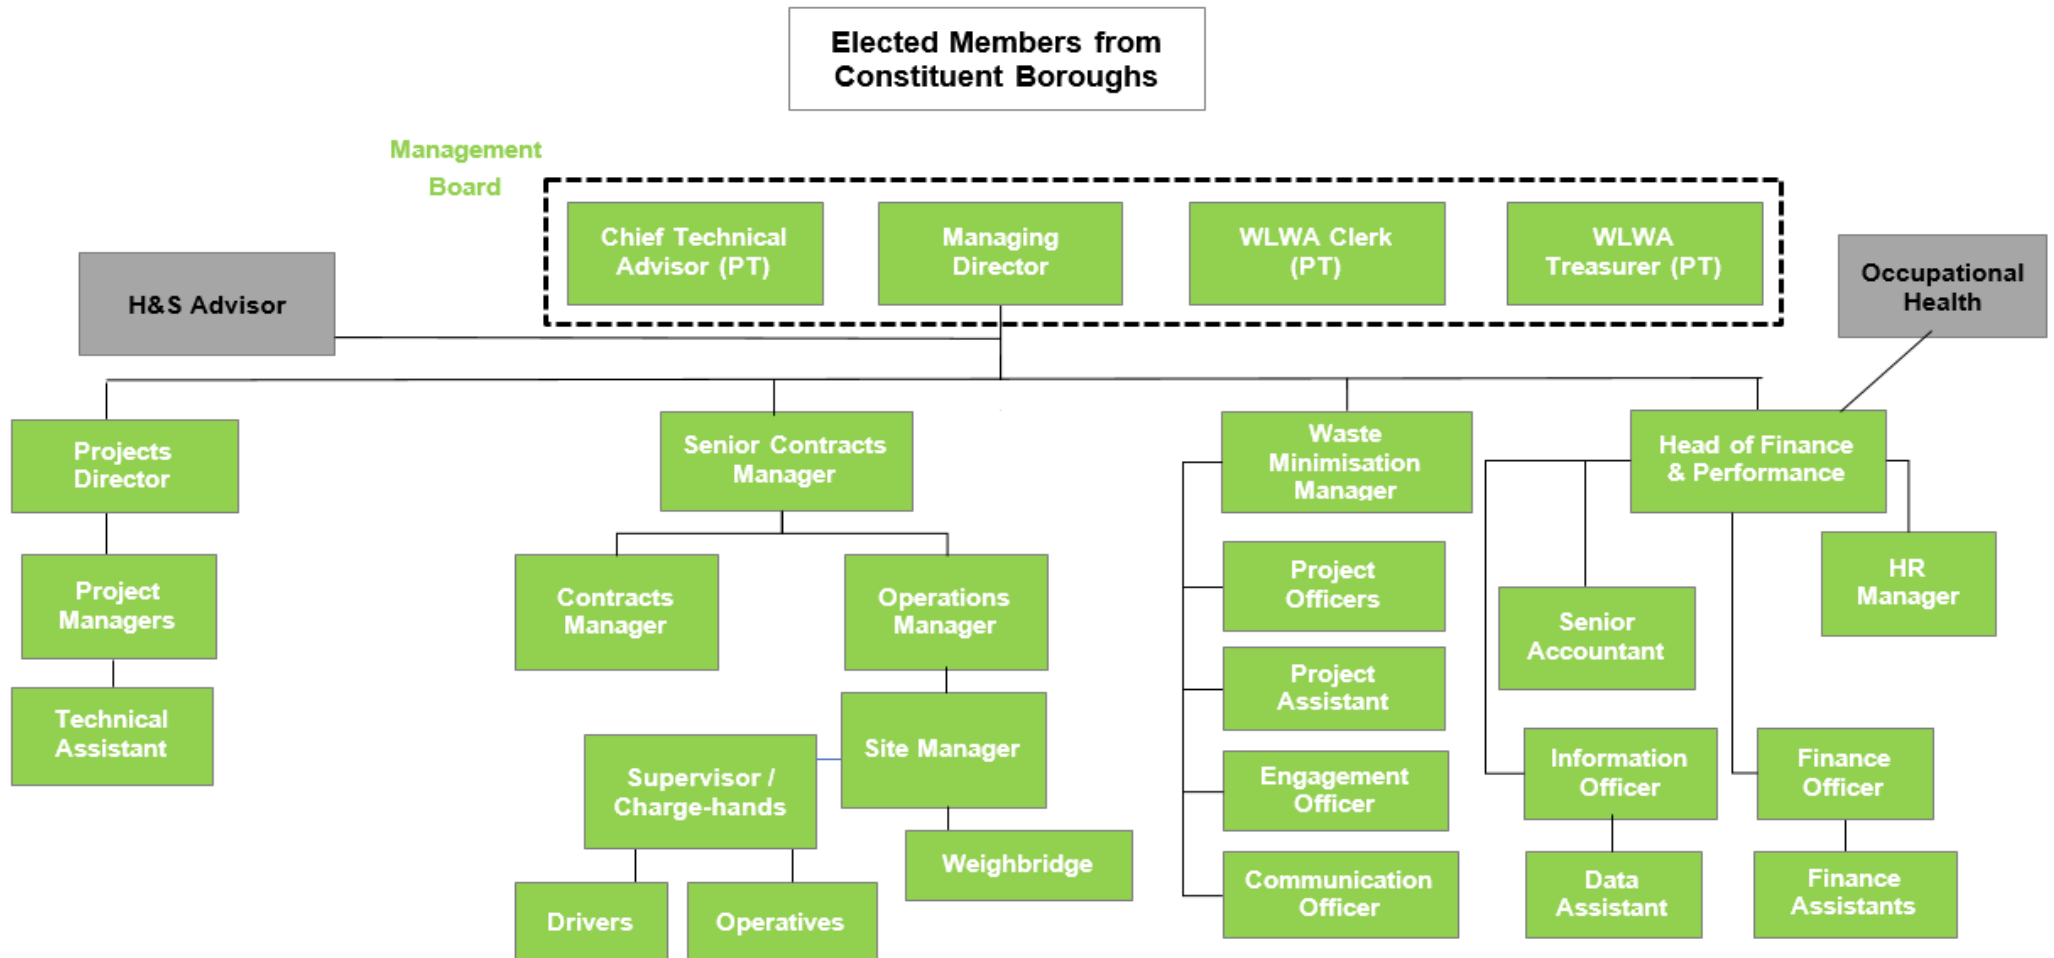 Elected Members from
Constituent Boroughs
Management
Board
Chief Technical
Advisor (PT)
Managing
Director
WLWA Clerk
(PT)
WLWA
Treasurer (PT)
H&S Advisor
Occupational
Health
Projects
Director
Senior Contracts
Manager
Waste
Minimisation
Manager
Head of Finance
& Performance
Project
Managers
Contracts
Manager
Operations
Manager
Project
Officers
Senior
Accountant
HR
Manager
Technical
Assistant
Supervisor /
Charge-hands
Site Manager
Project
Assistant
Information
Officer
Finance
Officer
Engagement
Officer
Weighbridge
Drivers
Operatives
Communication
Officer
Data
Assistant
Finance
Assistants